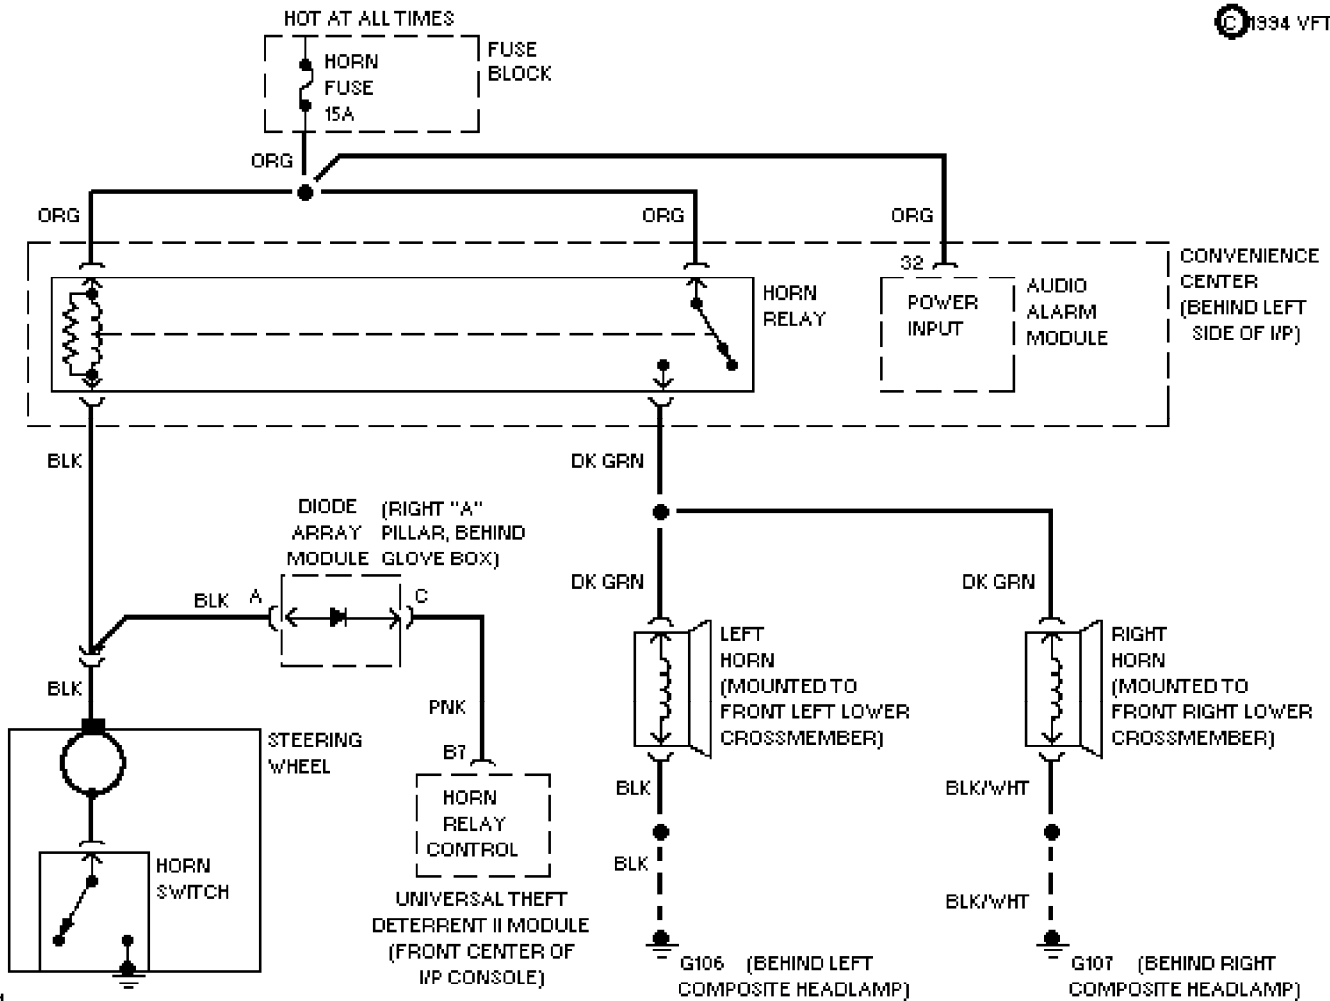 HOT AT ALL TIMES
© 1994 VFT
HORN
FUSE
15A
FUSE
BLOCK
ORG
ORG
ORG
ORG
32
POWER
INPUT
AUDIO
ALARM
MODULE
CONVENIENCE
CENTER
(BEHIND LEFT
SIDE OF I/P)
HORN
RELAY
BLK
DK GRN
DIODE
ARRAY
MODULE
(RIGHT "A"
PILLAR, BEHIND
GLOVE BOX)
BLK
A
C
DK GRN
DK GRN
LEFT
HORN
(MOUNTED TO
FRONT LEFT LOWER
CROSSMEMBER)
RIGHT
HORN
(MOUNTED TO
FRONT RIGHT LOWER
CROSSMEMBER)
BLK
PNK
B7
STEERING
WHEEL
HORN
RELAY
CONTROL
BLK
BLK/WHT
HORN
SWITCH
BLK
BLK/WHT
UNIVERSAL THEFT
DETERRENT II MODULE
(FRONT CENTER OF
I/P CONSOLE)
G106 (BEHIND LEFT
COMPOSITE HEADLAMP)
G107 (BEHIND RIGHT
COMPOSITE HEADLAMP)